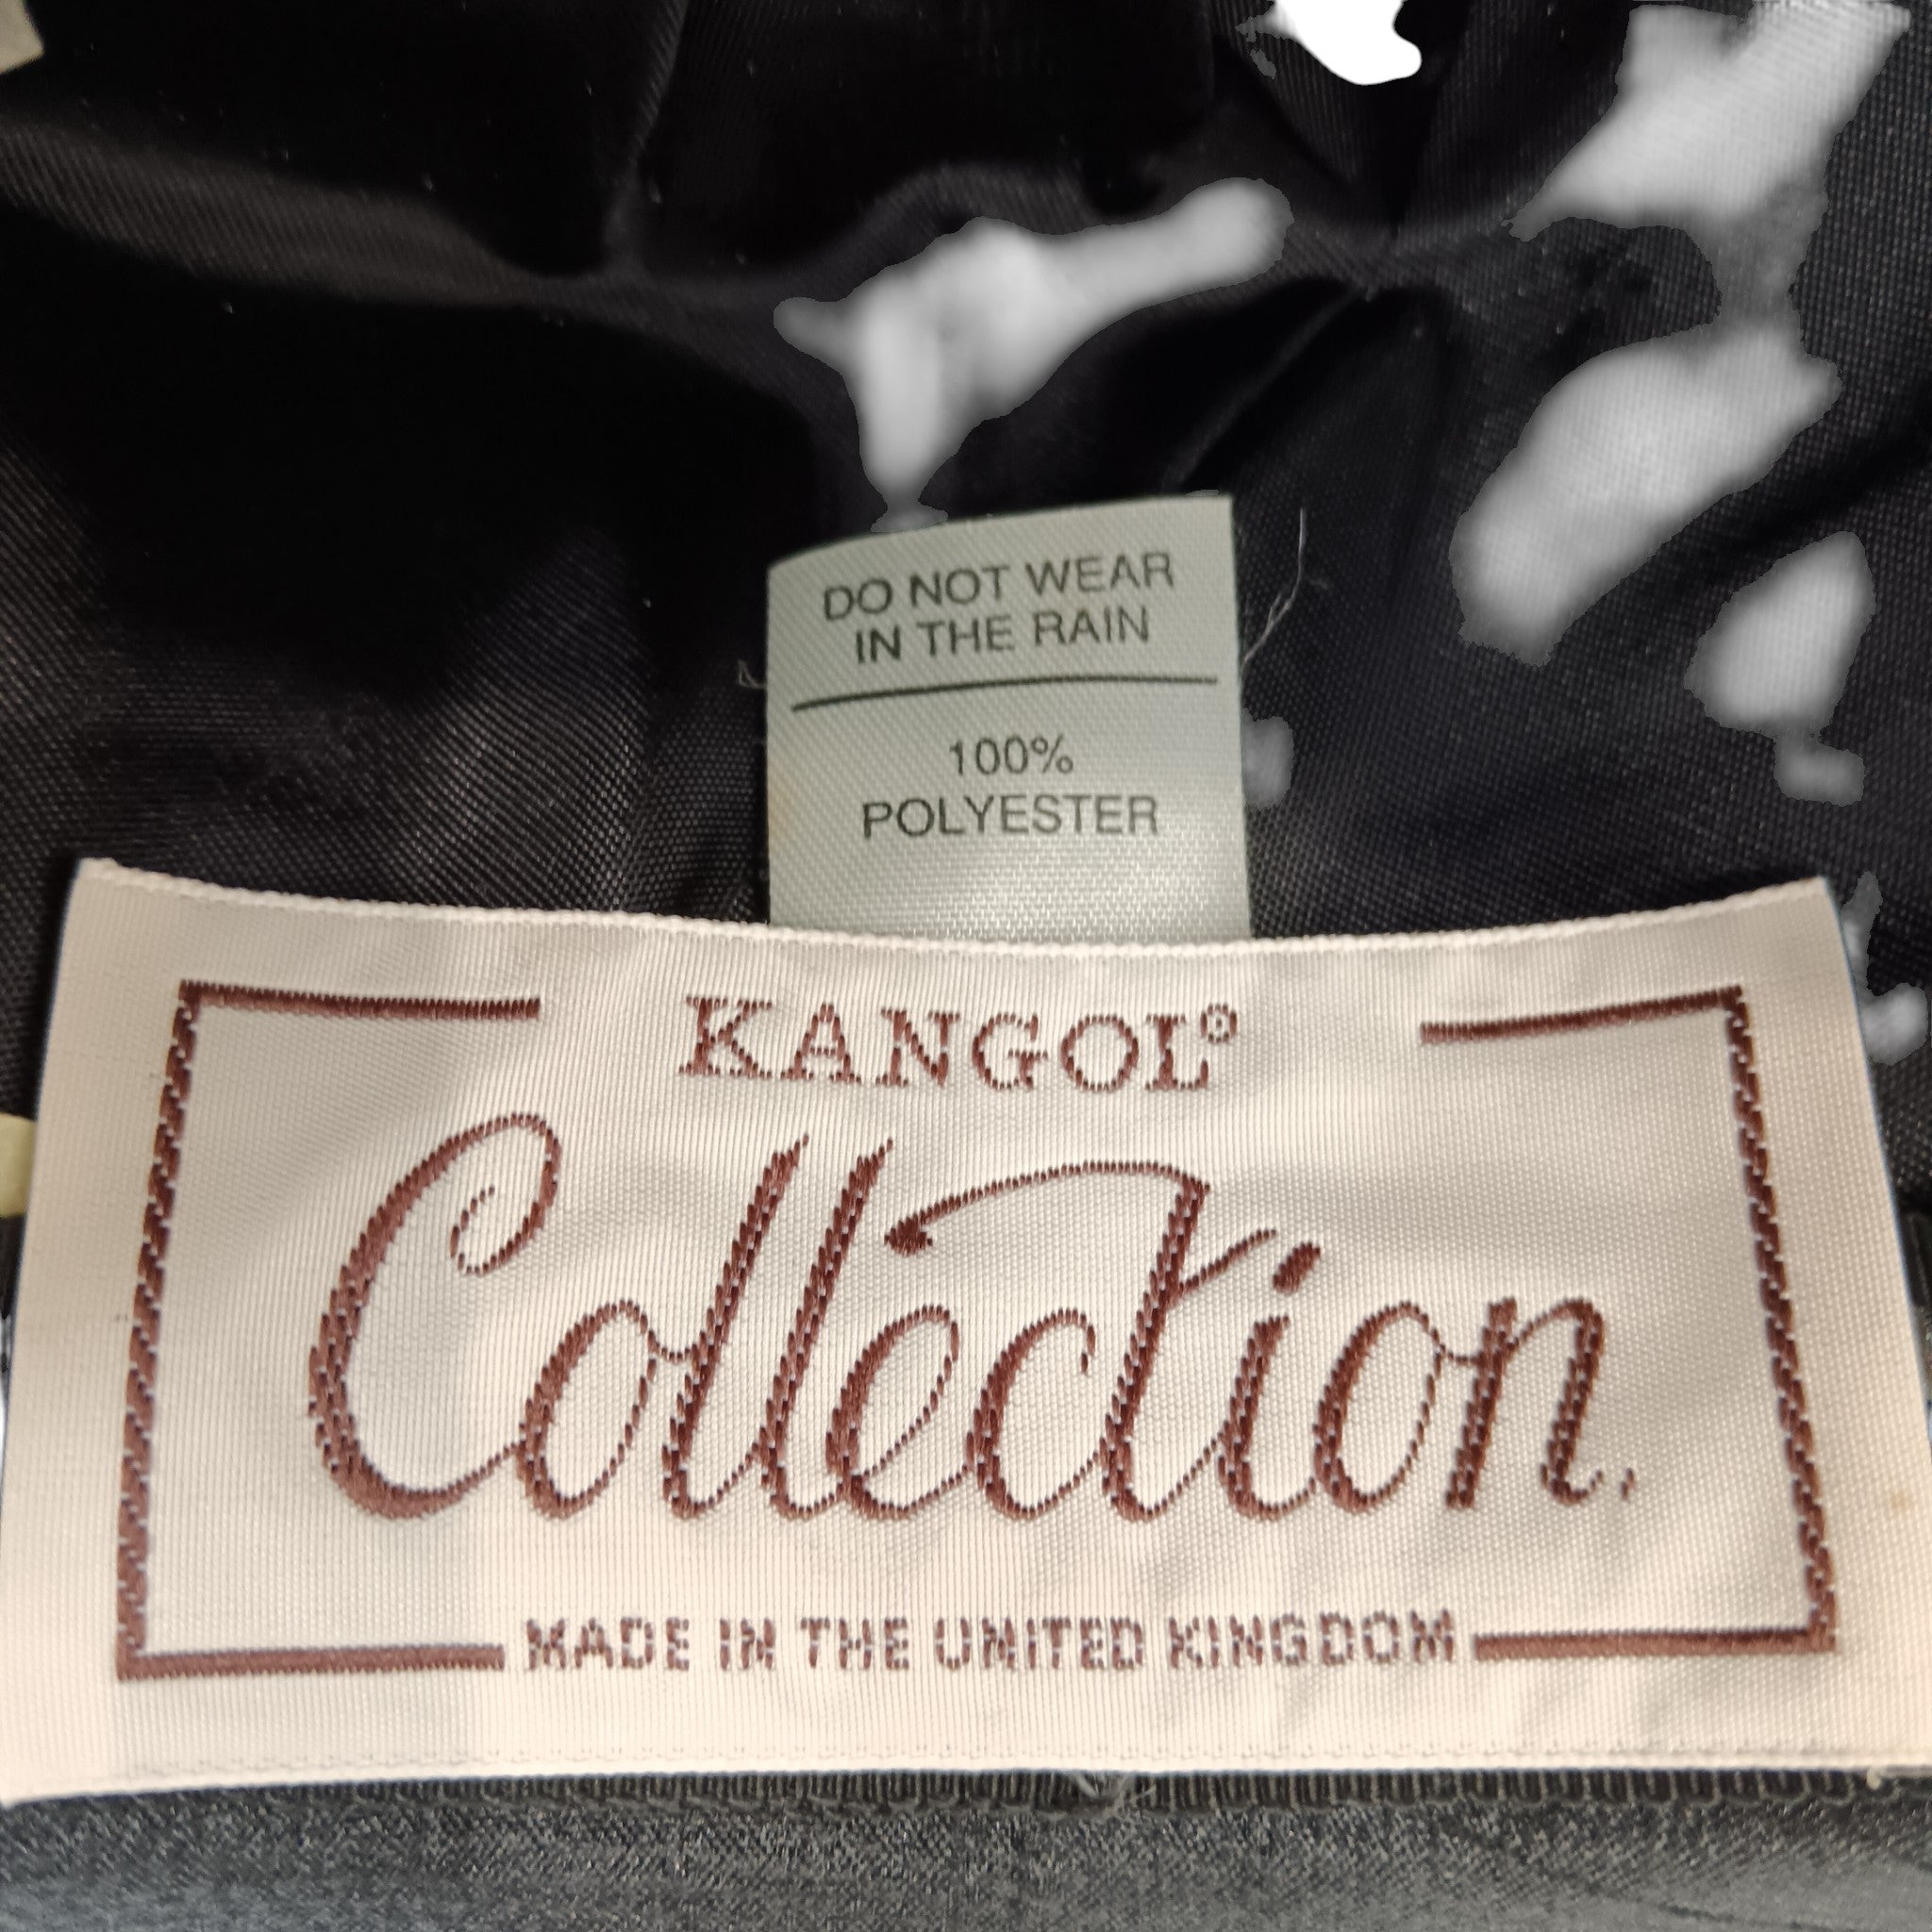 DO NOT WEAR
IN THE RAIN
100%
POLYESTER
KANGOL®
Collection.
MADE IN THE UNITED KINGDOM